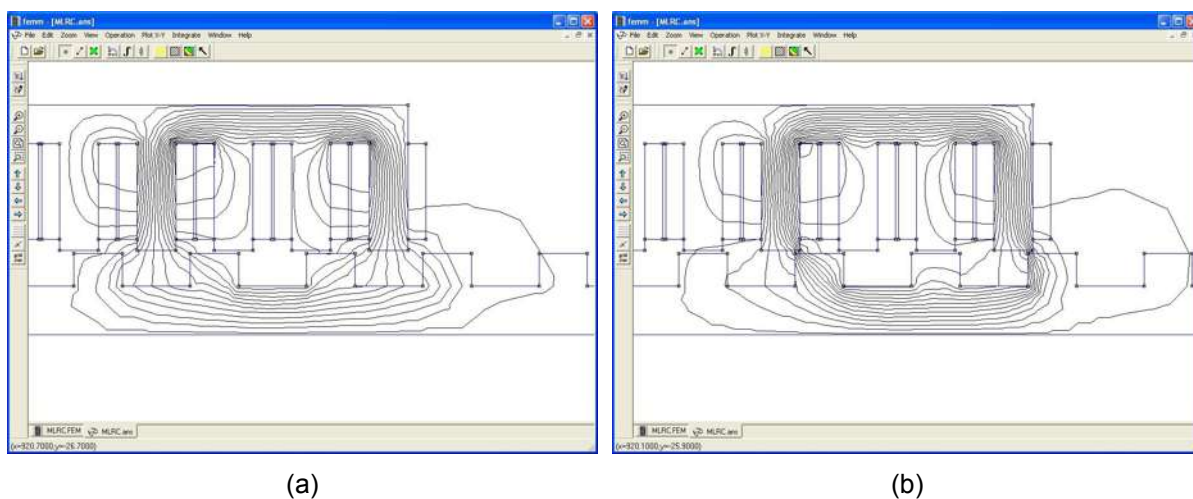 femm - [MLRC.ans]
File Edit Zoom View Operation Plot X-Y Integrate Window Help
MLRC.FEM MLRC.ans
(x=920.7000;y=-26.7000)
(a)
femm - [MLRC.ans]
File Edit Zoom View Operation Plot X-Y Integrate Window Help
MLRC.FEM MLRC.ans
(x=920.1000;y=-25.9000)
(b)